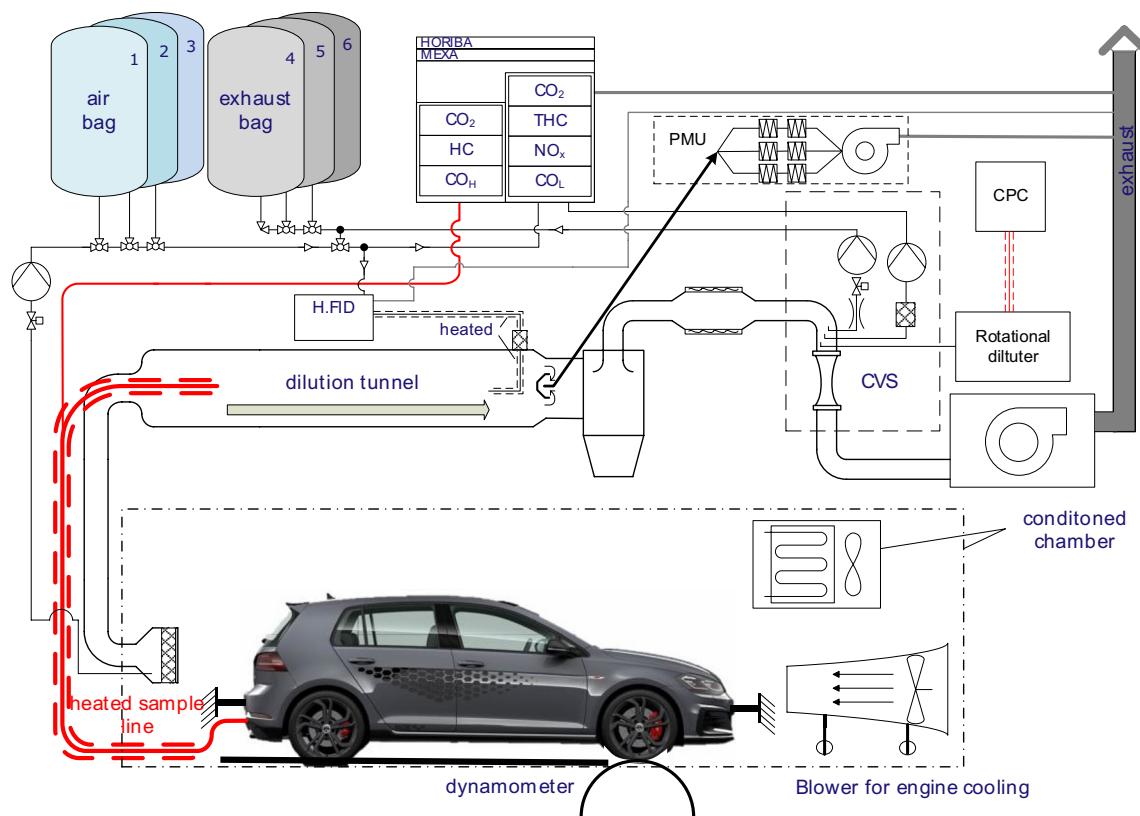 1
2
3
air
bag
4
5
6
exhaust
bag
HORIBA
MEXA
CO2
HC
COH
CO2
THC
NOx
COL
PMU
exhaust
CPC
H.FID
heated
Rotational
diltuter
dilution tunnel
CVS
conditoned
chamber
heated sample
line
dynamometer
Blower for engine cooling